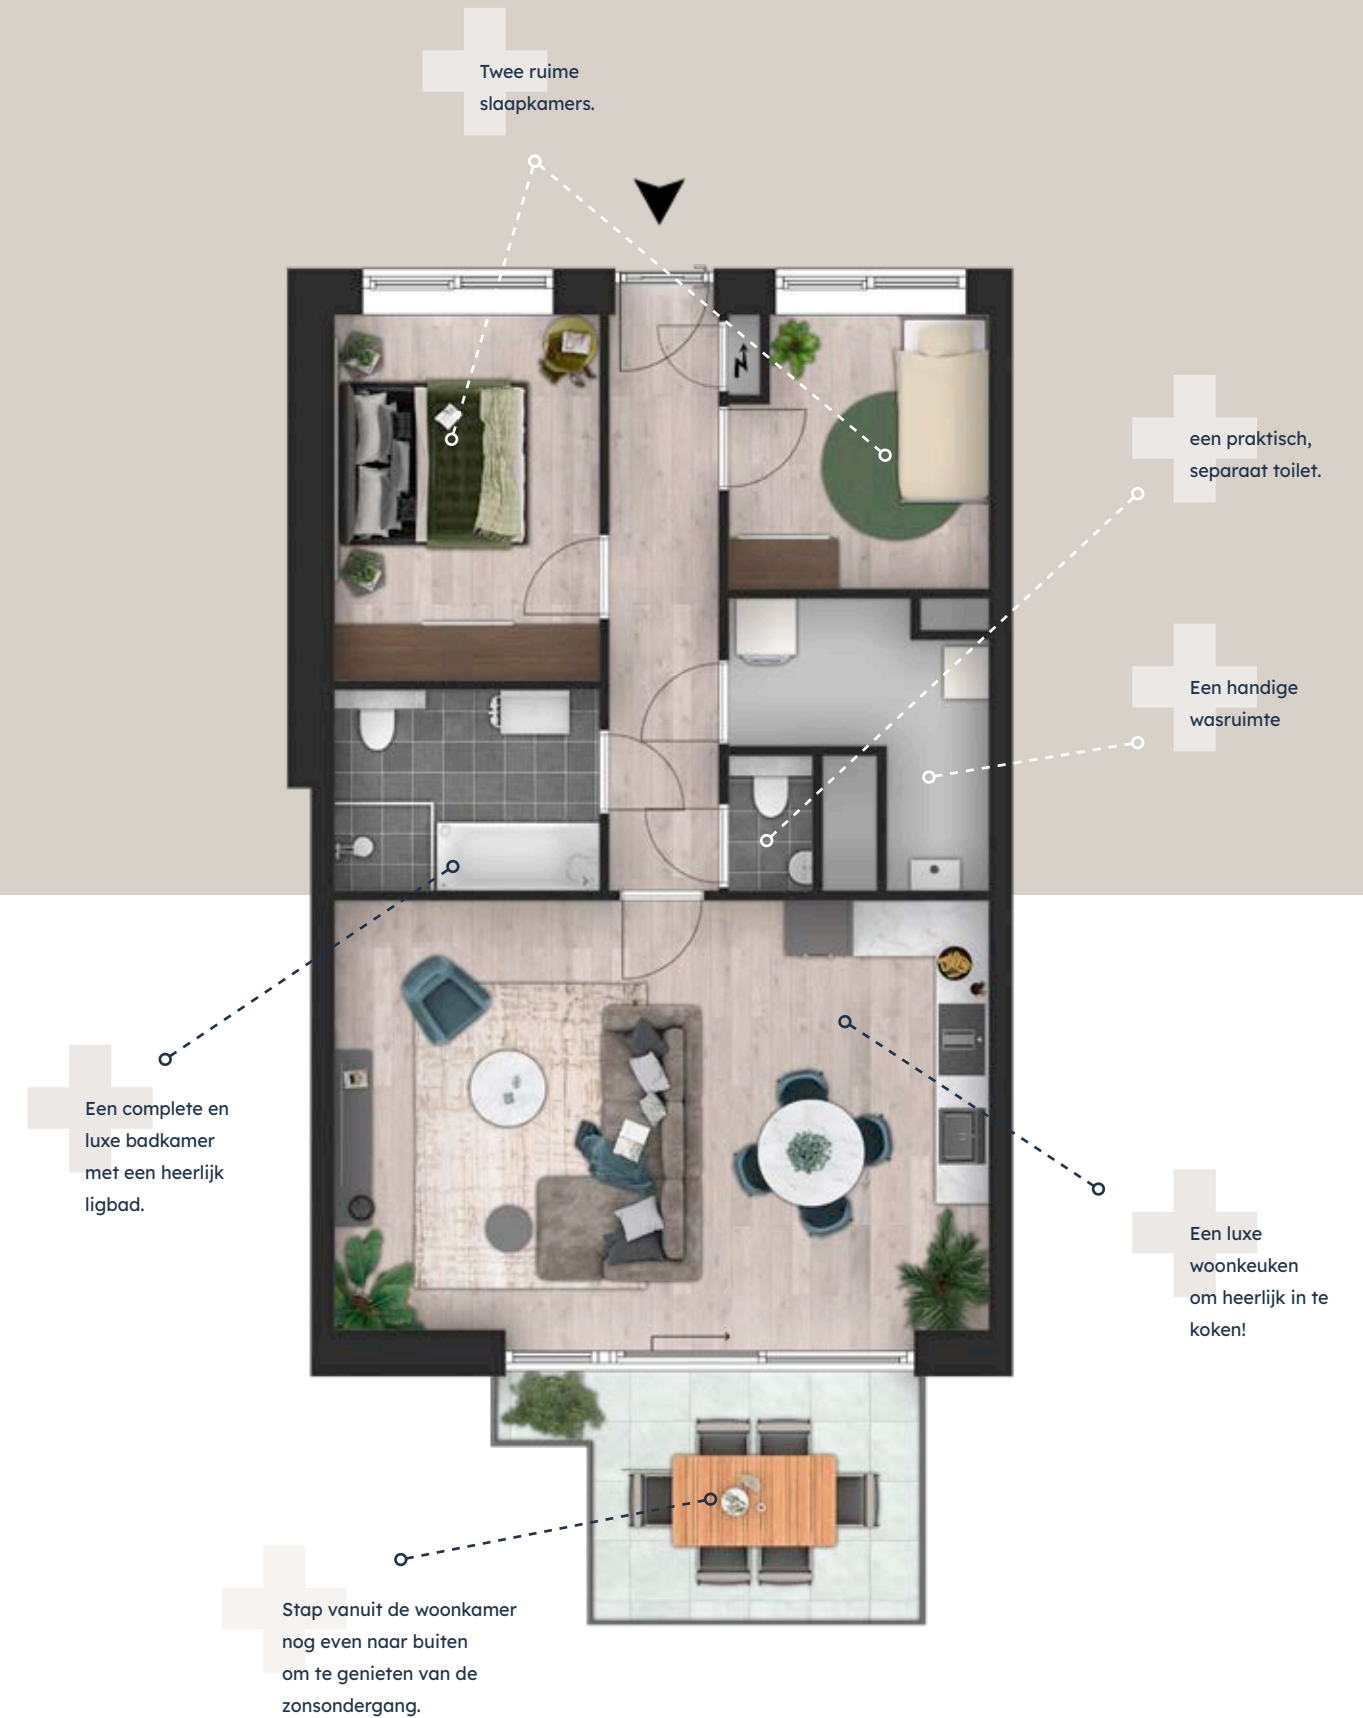 Twee ruime
slaapkamers.
een praktisch,
separaat toilet.
Een handige
wasruimte
Een complete en
luxe badkamer
met een heerlijk
ligbad.
Een luxe
woonkeuken
om heerlijk in te
koken!
Stap vanuit de woonkamer
nog even naar buiten
om te genieten van de
zonsondergang.